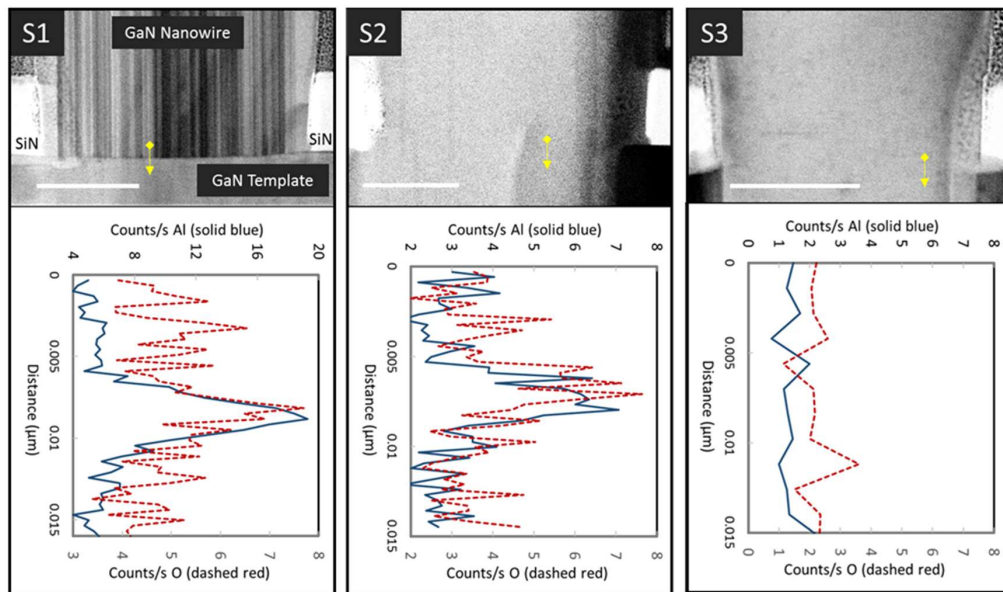 S1
GaN Nanowire
SiN
SiN
GaN Template
Counts/s Al (solid blue)
4 8 12 16 20
0
0.005
0.01
0.015
Distance (μm)
3 4 5 6 7 8
Counts/s O (dashed red)
S2
Counts/s Al (solid blue)
2 3 4 5 6 7 8
0
0.005
0.01
0.015
Distance (μm)
2 3 4 5 6 7 8
Counts/s O (dashed red)
S3
Counts/s Al (solid blue)
0 1 2 3 4 5 6 7 8
0
0.005
0.01
0.015
Distance (μm)
0 1 2 3 4 5 6 7 8
Counts/s O (dashed red)